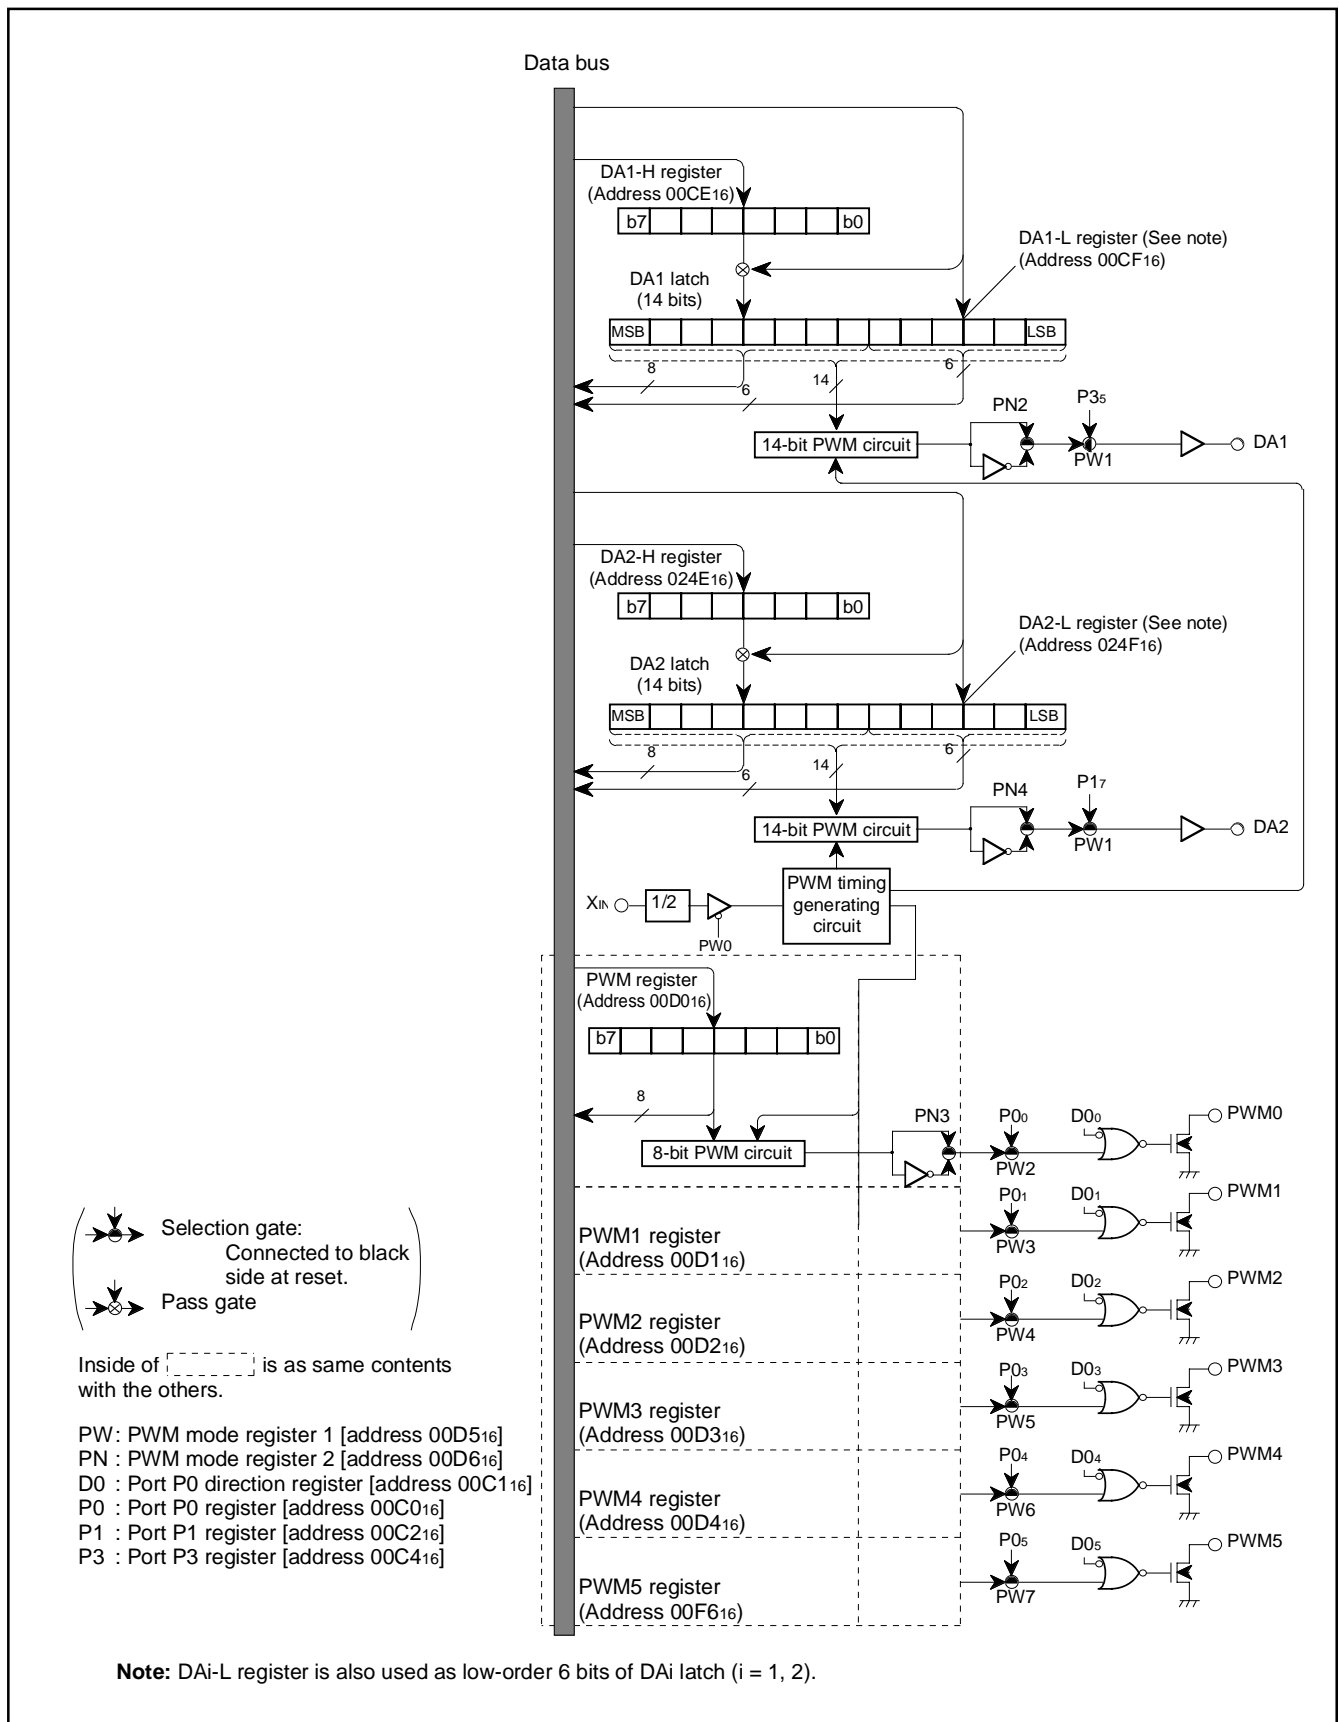 Data bus
DA1-H register
(Address 00CE16)
b7 b0
DA1-L register (See note)
(Address 00CF16)
DA1 latch
(14 bits)
MSB LSB
8 14 6
6
PN2 P35
14-bit PWM circuit
PW1
DA1
DA2-H register
(Address 024E16)
b7 b0
DA2-L register (See note)
(Address 024F16)
DA2 latch
(14 bits)
MSB LSB
8 14 6
6
PN4 P17
14-bit PWM circuit
PW1
DA2
XIN 1/2
PW0
PWM timing
generating
circuit
PWM register
(Address 00D016)
b7 b0
8
8-bit PWM circuit
PN3 P00 D00 PWM0
PW2
PWM1 register
(Address 00D116)
P01 D01 PWM1
PW3
PWM2 register
(Address 00D216)
P02 D02 PWM2
PW4
PWM3 register
(Address 00D316)
P03 D03 PWM3
PW5
PWM4 register
(Address 00D416)
P04 D04 PWM4
PW6
PWM5 register
(Address 00F616)
P05 D05 PWM5
PW7
Selection gate:
Connected to black
side at reset.
Pass gate
Inside of is as same contents
with the others.
PW : PWM mode register 1 [address 00D516]
PN : PWM mode register 2 [address 00D616]
D0 : Port P0 direction register [address 00C116]
P0 : Port P0 register [address 00C016]
P1 : Port P1 register [address 00C216]
P3 : Port P3 register [address 00C416]
Note: DAi-L register is also used as low-order 6 bits of DAi latch (i = 1, 2).